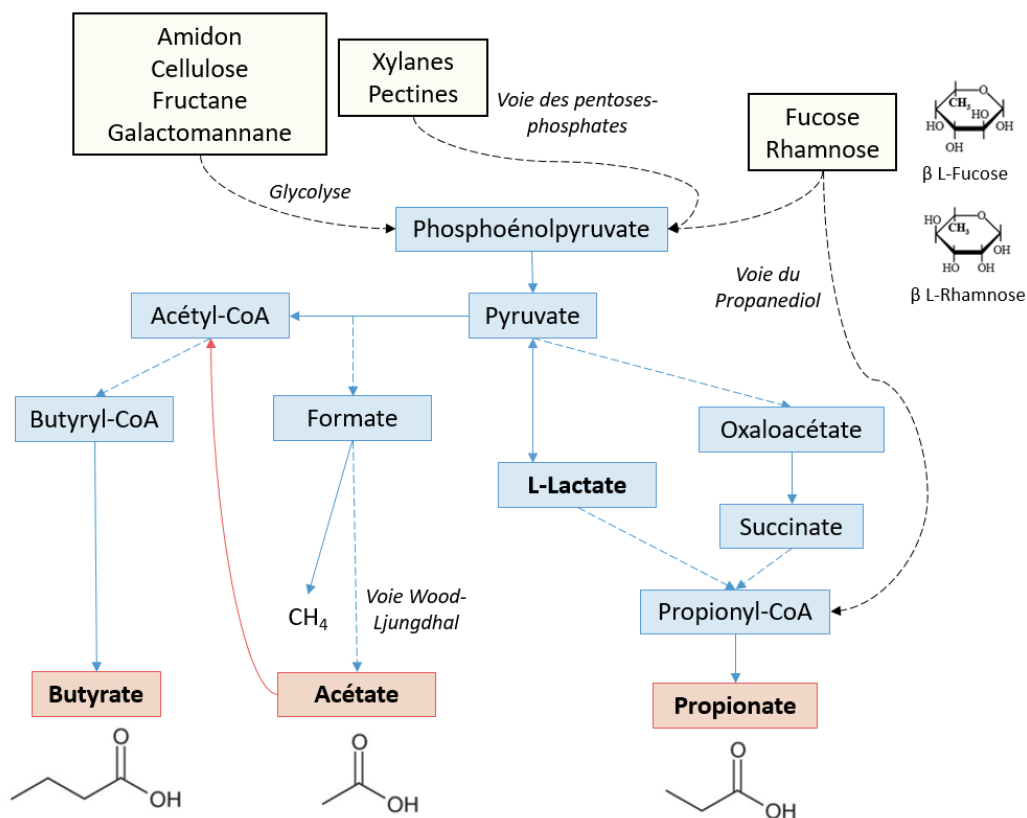 Amidon
Cellulose
Fructane
Galactomannane
Xylanes
Pectines
Voie des pentoses-
phosphates
Fucose
Rhamnose
O
CH3
HO
HO
OH
OH
β L-Fucose
Glycolyse
Phosphoénolpyruvate
HO
O
CH3
OH
HO
OH
β L-Rhamnose
Voie du
Propanediol
Acétyl-CoA
Pyruvate
Butyryl-CoA
Formate
Oxaloacétate
L-Lactate
Succinate
CH4
Voie Wood-
Ljungdhal
Propionyl-CoA
Butyrate
Acétate
Propionate
O
OH
O
OH
O
OH